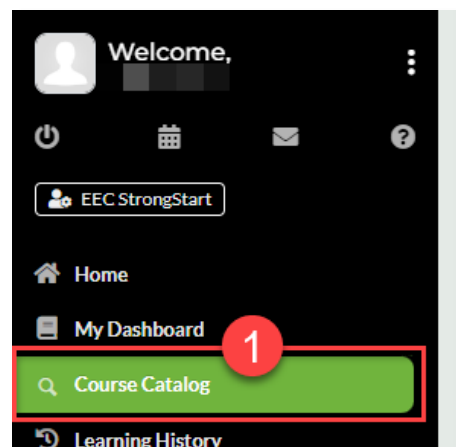 Welcome,
EEC StrongStart
Home
My Dashboard
1
Course Catalog
Learning History